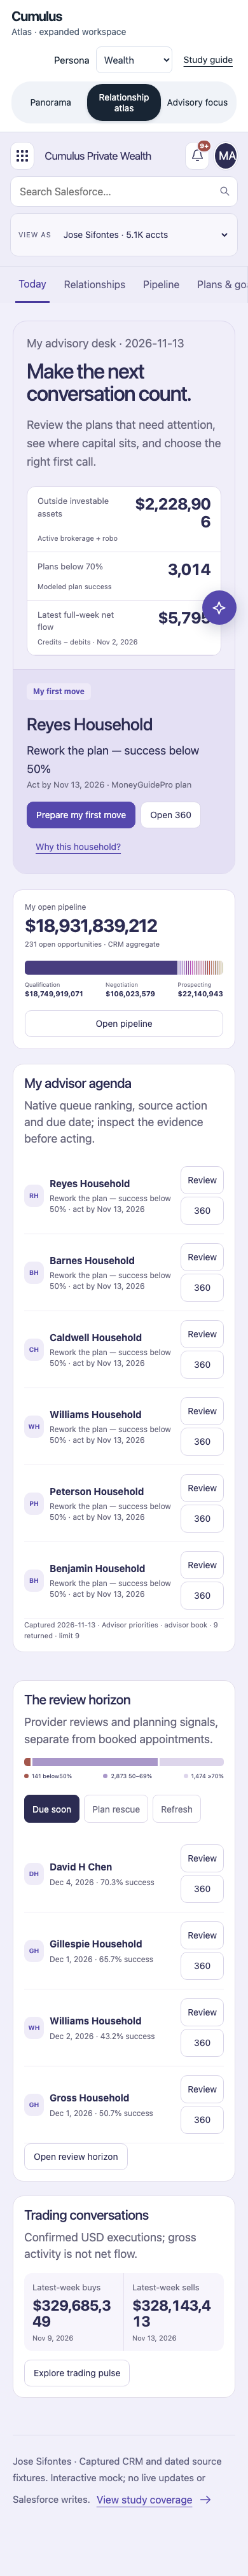 Cumulus
Atlas · expanded workspace
Persona
Wealth
Study guide
Panorama
Relationship
atlas
Advisory focus
Cumulus Private Wealth
9+
MA
Search Salesforce...
VIEW AS
Jose Sifontes · 5.1K accts
Today
Relationships
Pipeline
Plans & goa
My advisory desk · 2026-11-13
Make the next
conversation count.
Review the plans that need attention,
see where capital sits, and choose the
right first call.
Outside investable
assets
$2,228,90
6
Active brokerage + robo
Plans below 70%
3,014
Modeled plan success
Latest full-week net
flow
$5,795
Credits − debits · Nov 2, 2026
My first move
Reyes Household
Rework the plan — success below
50%
Act by Nov 13, 2026 · MoneyGuidePro plan
Prepare my first move
Open 360
Why this household?
My open pipeline
$18,931,839,212
231 open opportunities · CRM aggregate
Qualification
$18,749,919,071
Negotiation
$106,023,579
Prospecting
$22,140,943
Open pipeline
My advisor agenda
Native queue ranking, source action
and due date; inspect the evidence
before acting.
RH
Reyes Household
Rework the plan — success below
50% · act by Nov 13, 2026
Review
360
BH
Barnes Household
Rework the plan — success below
50% · act by Nov 13, 2026
Review
360
CH
Caldwell Household
Rework the plan — success below
50% · act by Nov 13, 2026
Review
360
WH
Williams Household
Rework the plan — success below
50% · act by Nov 13, 2026
Review
360
PH
Peterson Household
Rework the plan — success below
50% · act by Nov 13, 2026
Review
360
BH
Benjamin Household
Rework the plan — success below
50% · act by Nov 13, 2026
Review
360
Captured 2026-11-13 · Advisor priorities · advisor book · 9
returned · limit 9
The review horizon
Provider reviews and planning signals,
separate from booked appointments.
141 below50%
2,873 50–69%
1,474 ≥70%
Due soon
Plan rescue
Refresh
DH
David H Chen
Dec 4, 2026 · 70.3% success
Review
360
GH
Gillespie Household
Dec 1, 2026 · 65.7% success
Review
360
WH
Williams Household
Dec 2, 2026 · 43.2% success
Review
360
GH
Gross Household
Dec 1, 2026 · 50.7% success
Review
360
Open review horizon
Trading conversations
Confirmed USD executions; gross
activity is not net flow.
Latest-week buys
$329,685,3
49
Nov 9, 2026
Latest-week sells
$328,143,4
13
Nov 13, 2026
Explore trading pulse
Jose Sifontes · Captured CRM and dated source
fixtures. Interactive mock; no live updates or
Salesforce writes. View study coverage →